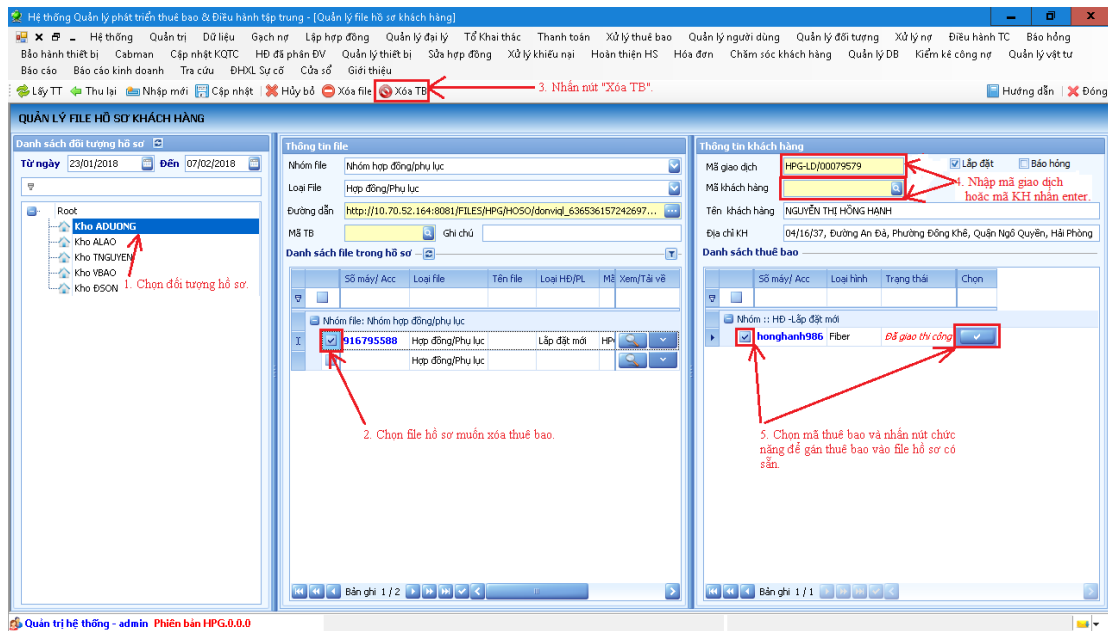 Hệ thống Quản lý phát triển thuê bao & Điều hành tập trung - [Quản lý file hồ sơ khách hàng]
Hệ thống Quản trị Dữ liệu Gạch nợ Lập hợp đồng Quản lý đại lý Tổ Khai thác Thanh toán Xử lý thuê bao Quản lý người dùng Quản lý đối tượng Xử lý nợ Điều hành TC Báo hỏng
Bảo hành thiết bị Cabman Cập nhật KQTC HĐ đã phân ĐV Quản lý thiết bị Sửa hợp đồng Xử lý khiếu nại Hoàn thiện HS Hóa đơn Chăm sóc khách hàng Quản lý DB Kiểm kê công nợ Quản lý vật tư
Báo cáo Báo cáo kinh doanh Tra cứu ĐHXL Sự cố Cửa sổ Giới thiệu
Lấy TT Thu lại Nhập mới Cập nhật Hủy bỏ Xóa file Xóa TB 3. Nhấn nút "Xóa TB". Hướng dẫn Đóng
QUẢN LÝ FILE HỒ SƠ KHÁCH HÀNG
Danh sách đối tượng hồ sơ
Từ ngày 23/01/2018 Đến 07/02/2018
Root
Kho ADUONG
Kho ALAO
Kho TNGUYEN
Kho VBAO
Kho ĐSON
1. Chọn đối tượng hồ sơ.
Thông tin file
Nhóm file Nhóm hợp đồng/phụ lục
Loại File Hợp đồng/Phụ lục
Đường dẫn http://10.70.52.164:8081/FILES/HPG/HOSO/donviql_636536157242697...
Mã TB Ghi chú
Danh sách file trong hồ sơ
Số máy/ Acc Loại file Tên file Loại HĐ/PL Mã Xem/Tải về
Nhóm file: Nhóm hợp đồng/phụ lục
916795588 Hợp đồng/Phụ lục Lắp đặt mới HP
Hợp đồng/Phụ lục
2. Chọn file hồ sơ muốn xóa thuê bao.
Bản ghi 1 / 2
Thông tin khách hàng
Mã giao dịch HPG-LD/00079579 Lắp đặt Báo hỏng
Mã khách hàng
4. Nhập mã giao dịch
hoặc mã KH nhấn enter.
Tên khách hàng NGUYỄN THỊ HỒNG HẠNH
Địa chỉ KH 04/16/37, Đường An Đà, Phường Đông Khê, Quận Ngô Quyền, Hải Phòng
Danh sách thuê bao
Số máy/ Acc Loại hình Trạng thái Chọn
Nhóm :: HĐ -Lắp đặt mới
honghanh986 Fiber Đã giao thi công
5. Chọn mã thuê bao và nhấn nút chức
năng để gán thuê bao vào file hồ sơ có
sẵn.
Bản ghi 1 / 1
Quản trị hệ thống - admin Phiên bản HPG.0.0.0